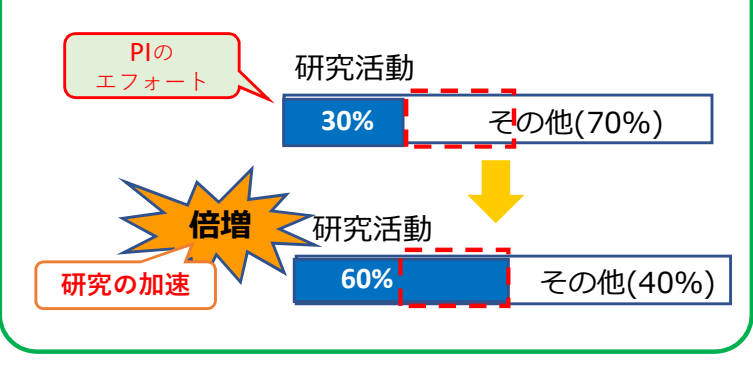 PIの
エフォート
研究活動
30%
その他(70%)
倍増
研究活動
研究の加速
60%
その他(40%)